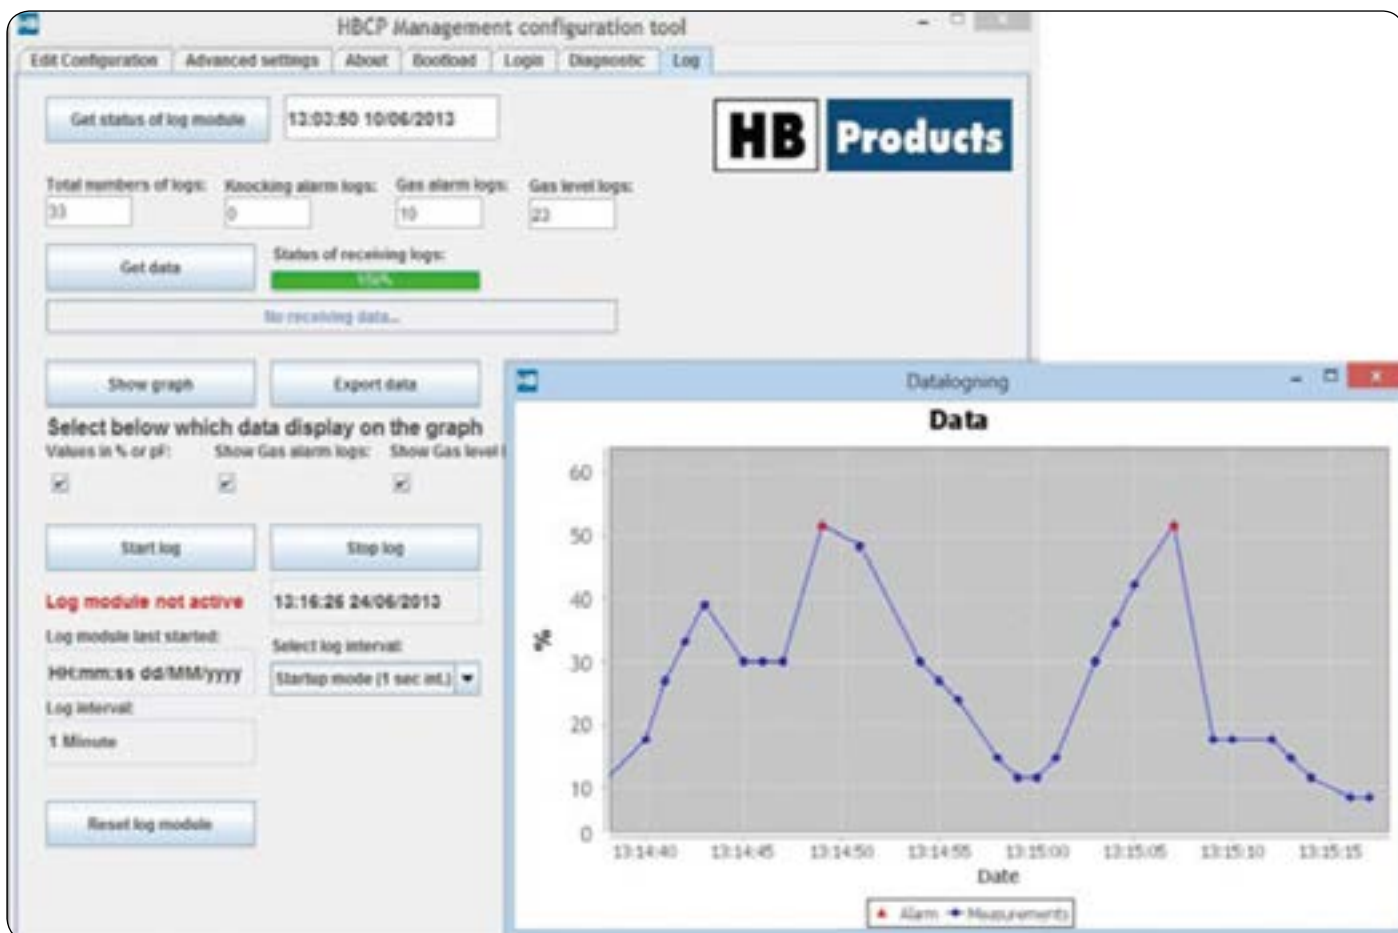 HB
HBCP Management configuration tool
Edit Configuration
Advanced settings
About
Bootload
Login
Diagnostic
Log
Get status of log module
13:03:50 10/06/2013
HB Products
Total numbers of logs:
Knocking alarm logs:
Gas alarm logs:
Gas level logs:
33
0
10
23
Get data
Status of receiving logs:
100%
No receiving data...
Show graph
Export data
Select below which data display on the graph
Values in % or pF:
Show Gas alarm logs:
Show Gas level
Start log
Stop log
Log module not active
13:16:26 24/06/2013
Log module last started:
Select log interval:
HH:mm:ss dd/MM/yyyy
Startup mode (1 sec int.)
Log interval:
1 Minute
Reset log module
HB
Datalogning
Data
%
60
50
40
30
20
10
0
13:14:40
13:14:45
13:14:50
13:14:55
13:15:00
13:15:05
13:15:10
13:15:15
Date
Alarm
Measurements